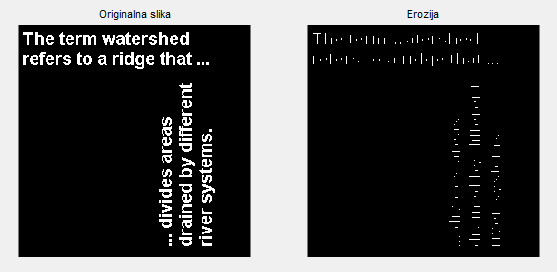 Originalna slika
The term watershed
refers to a ridge that ...
... divides areas
drained by different
river systems.
Erozija